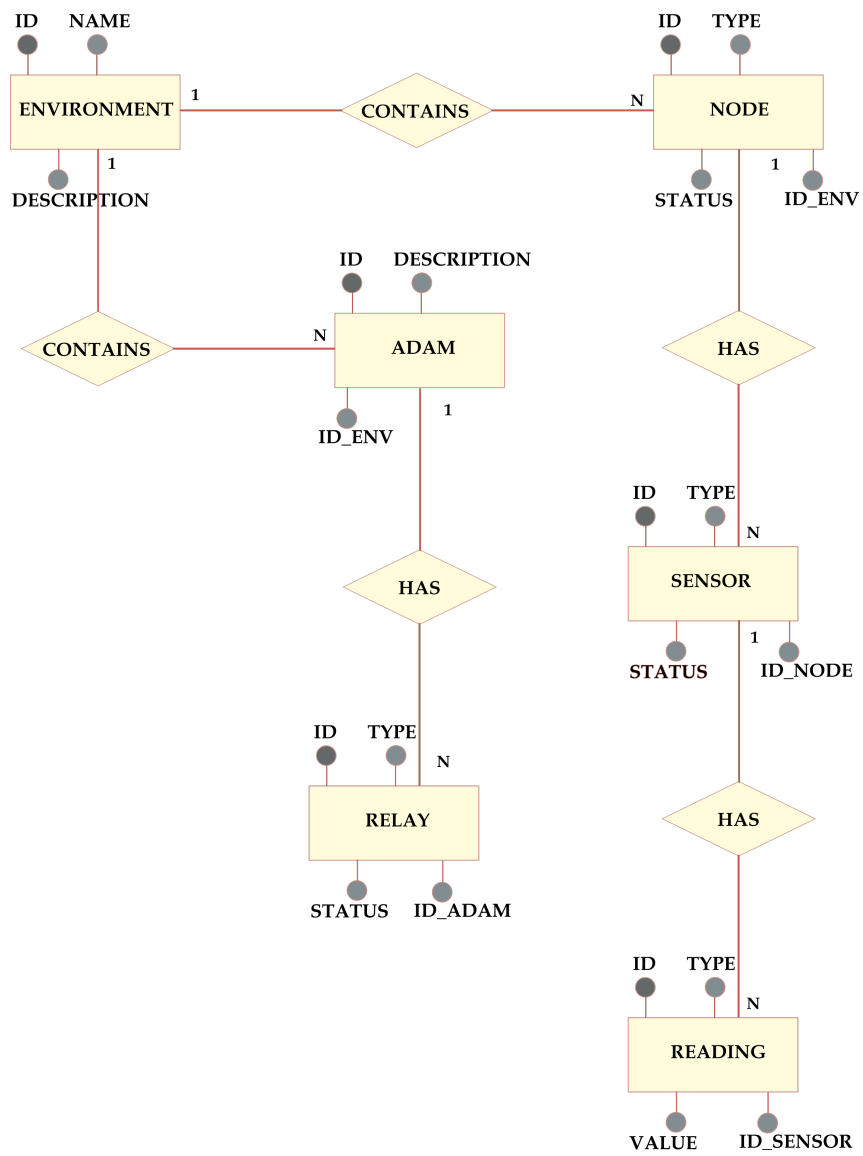 ID NAME
ID TYPE
ENVIRONMENT
1
CONTAINS
N
NODE
1
1
DESCRIPTION
STATUS
ID_ENV
ID DESCRIPTION
CONTAINS
N
ADAM
HAS
1
ID_ENV
ID TYPE
N
HAS
SENSOR
1
STATUS
ID_NODE
ID TYPE
N
RELAY
HAS
STATUS
ID_ADAM
ID TYPE
N
READING
VALUE
ID_SENSOR